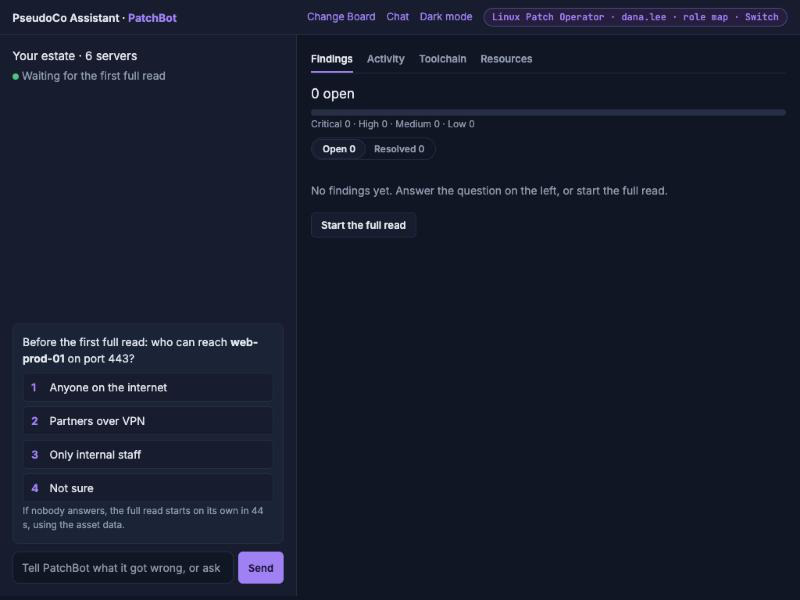 PseudoCo Assistant · PatchBot
Change Board Chat Dark mode Linux Patch Operator · dana.lee · role map · Switch
Your estate · 6 servers
Waiting for the first full read
Before the first full read: who can reach web-
prod-01 on port 443?
1 Anyone on the internet
2 Partners over VPN
3 Only internal staff
4 Not sure
If nobody answers, the full read starts on its own in 44
s, using the asset data.
Tell PatchBot what it got wrong, or ask
Send
Findings Activity Toolchain Resources
0 open
Critical 0 · High 0 · Medium 0 · Low 0
Open 0 Resolved 0
No findings yet. Answer the question on the left, or start the full read.
Start the full read